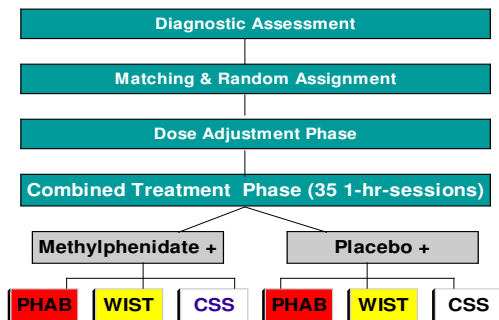 Diagnostic Assessment
Matching & Random Assignment
Dose Adjustment Phase
Combined Treatment Phase (35 1-hr-sessions)
Methylphenidate + Placebo +
PHAB WIST CSS PHAB WIST CSS